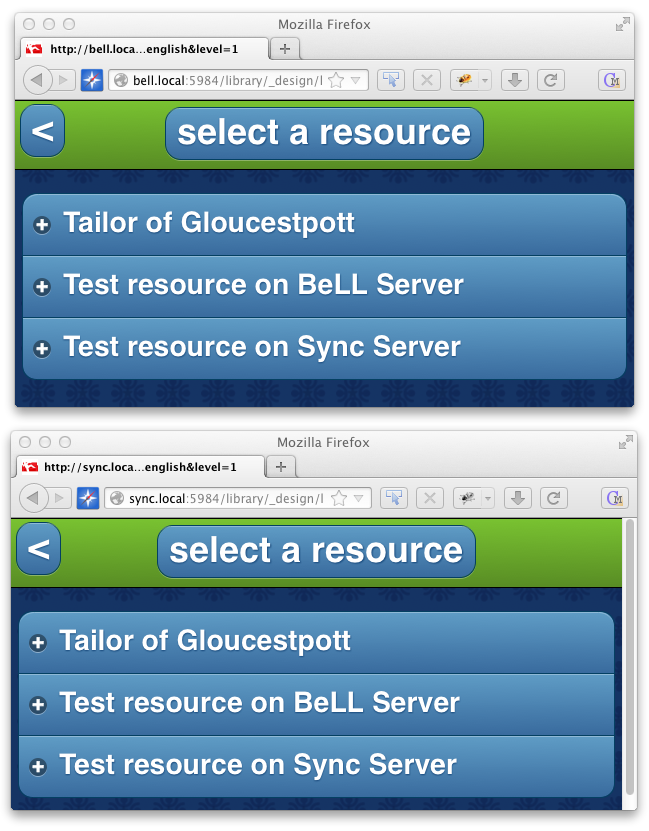 Mozilla Firefox
http://bell.loca...english&level=1
bell.local:5984/library/_design/l
<
select a resource
Tailor of Gloucestpott
Test resource on BeLL Server
Test resource on Sync Server
Mozilla Firefox
http://sync.loca...english&level=1
sync.local:5984/library/_design/l
<
select a resource
Tailor of Gloucestpott
Test resource on BeLL Server
Test resource on Sync Server